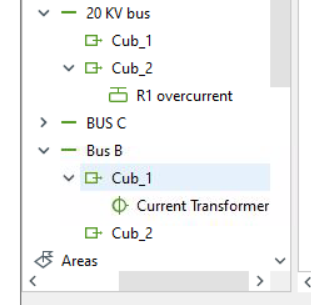 20 KV bus
Cub_1
Cub_2
R1 overcurrent
BUS C
Bus B
Cub_1
Current Transformer
Cub_2
Areas